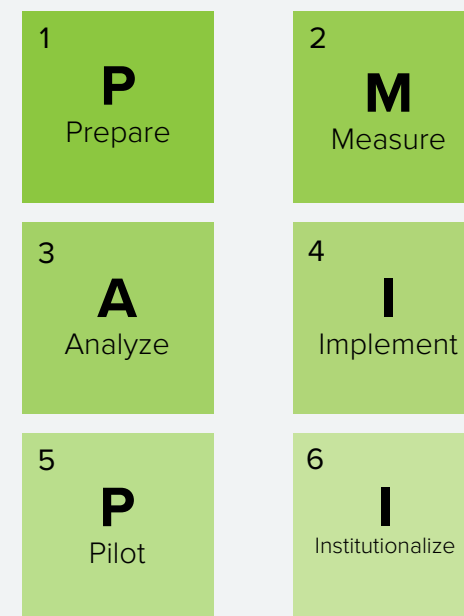 1
P
Prepare
2
M
Measure
3
A
Analyze
4
I
Implement
5
P
Pilot
6
I
Institutionalize